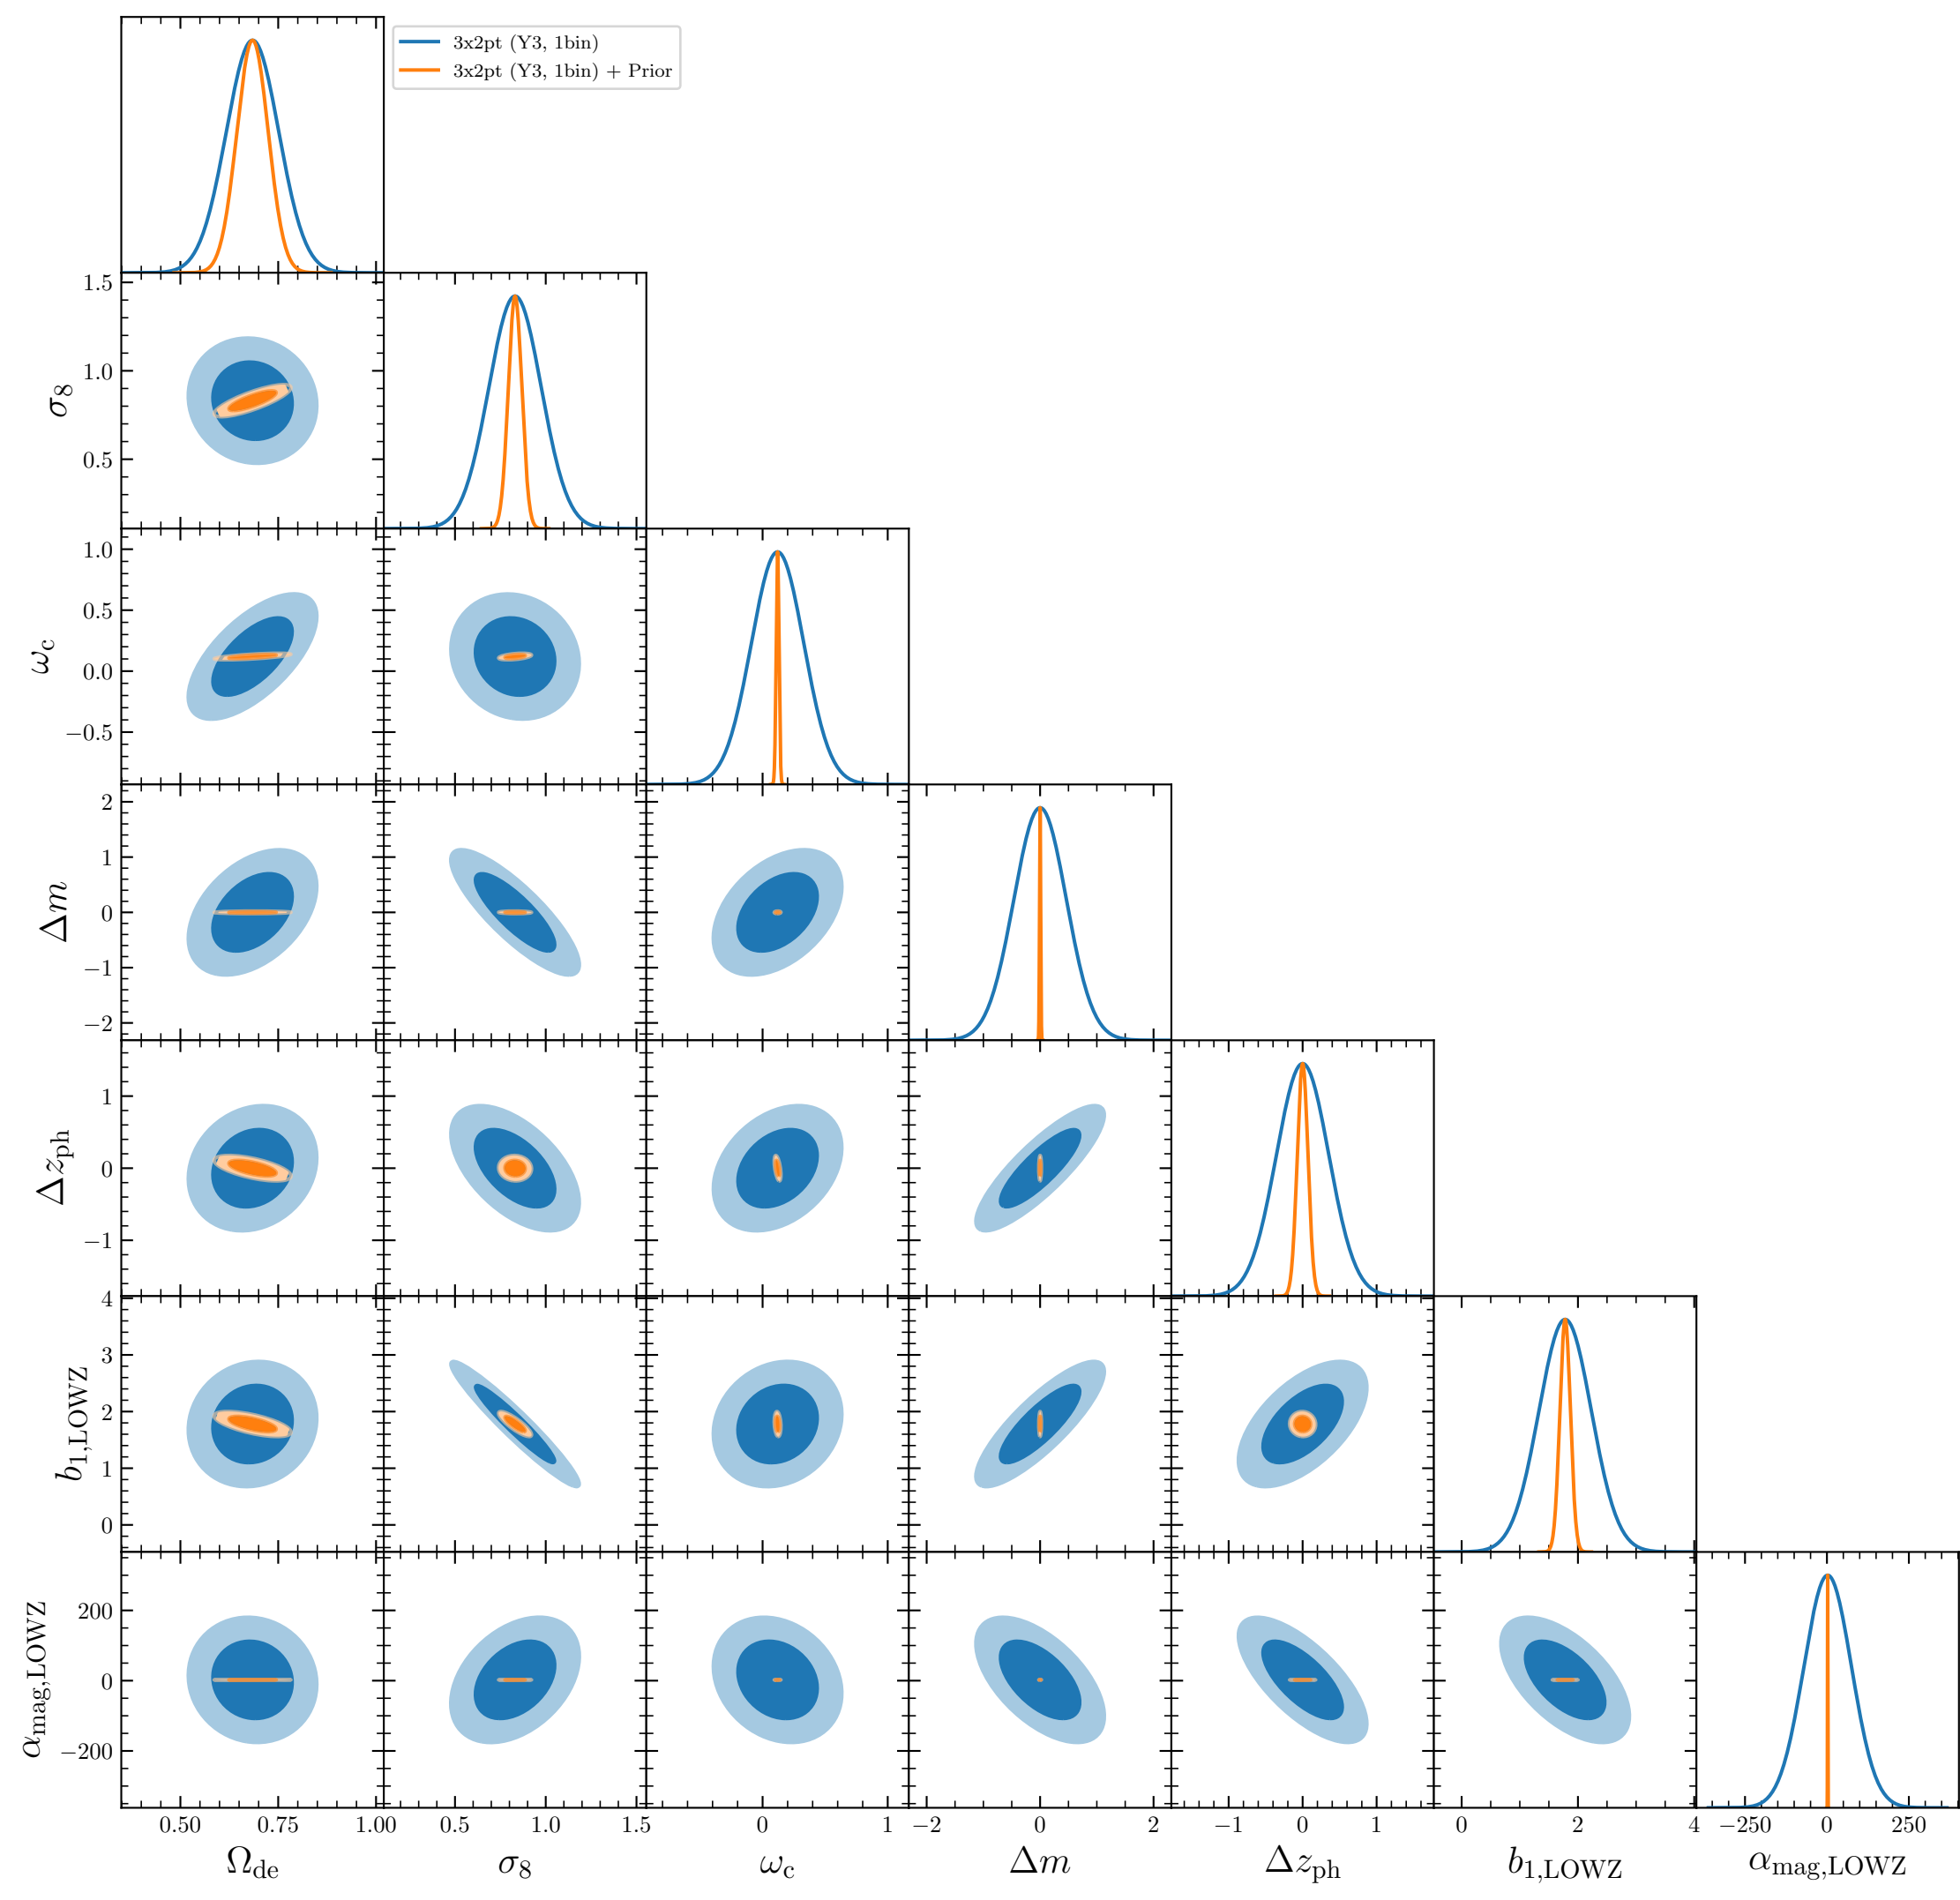 3x2pt (Y3, 1bin)
3x2pt (Y3, 1bin) + Prior
1.5
σ8
1.0
0.5
1.0
ωc
0.5
0.0
−0.5
2
Δm
1
0
−1
−2
Δzph
1
0
−1
4
b1,LOWZ
3
2
1
0
αmag,LOWZ
200
0
−200
0.50 0.75 1.00 0.5 1.0 1.5 0 1 −2 0 2 −1 0 1 0 2 4 −250 0 250
Ωde σ8 ωc Δm Δzph b1,LOWZ αmag,LOWZ